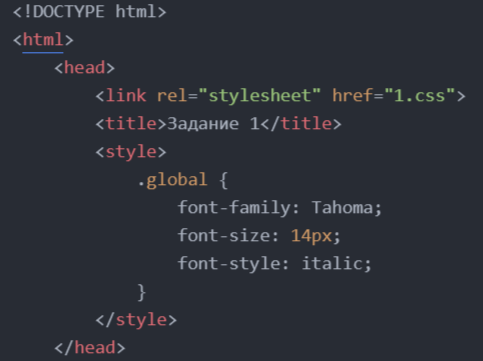 <!DOCTYPE html>
<html>
<head>
<link rel="stylesheet" href="1.css">
<title>Задание 1</title>
<style>
.global {
font-family: Tahoma;
font-size: 14px;
font-style: italic;
}
</style>
</head>